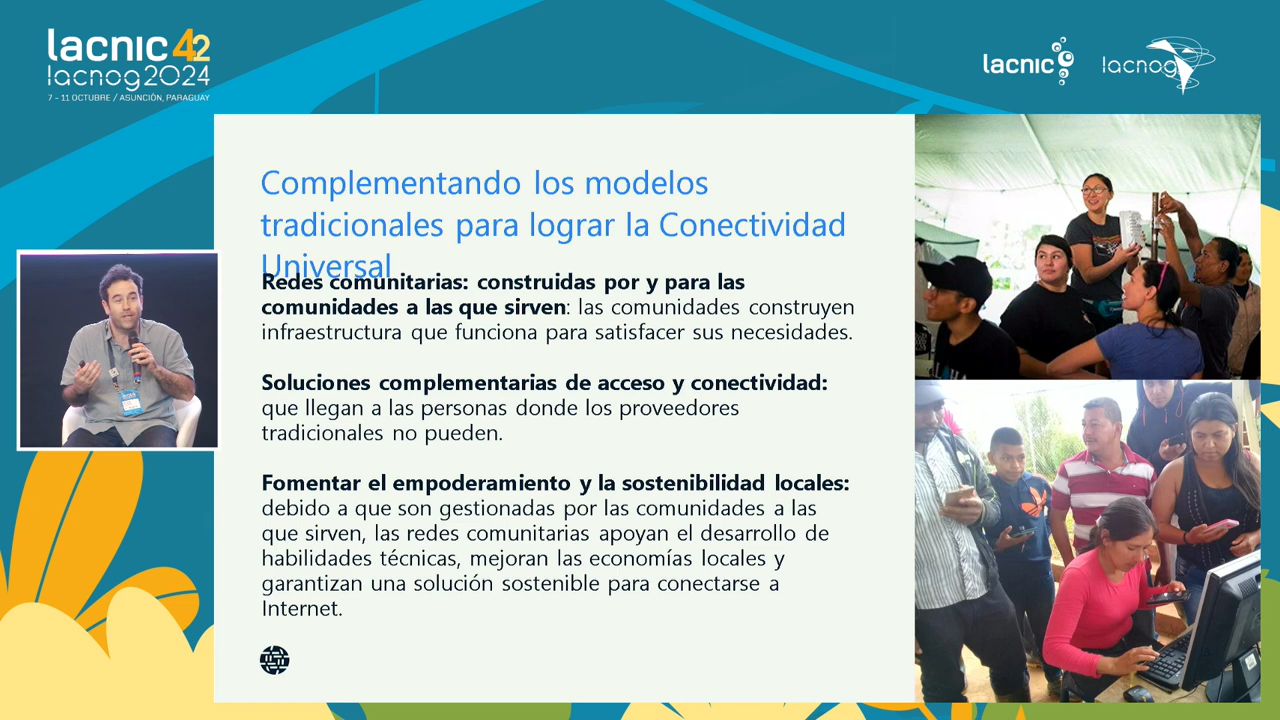 lacnic 42
lacnog2024
7 - 11 OCTUBRE / ASUNCIÓN, PARAGUAY
lacnic
lacnog
Complementando los modelos
tradicionales para lograr la Conectividad
Universal
Redes comunitarias: construidas por y para las
comunidades a las que sirven: las comunidades construyen
infraestructura que funciona para satisfacer sus necesidades.
Soluciones complementarias de acceso y conectividad:
que llegan a las personas donde los proveedores
tradicionales no pueden.
Fomentar el empoderamiento y la sostenibilidad locales:
debido a que son gestionadas por las comunidades a las
que sirven, las redes comunitarias apoyan el desarrollo de
habilidades técnicas, mejoran las economías locales y
garantizan una solución sostenible para conectarse a
Internet.